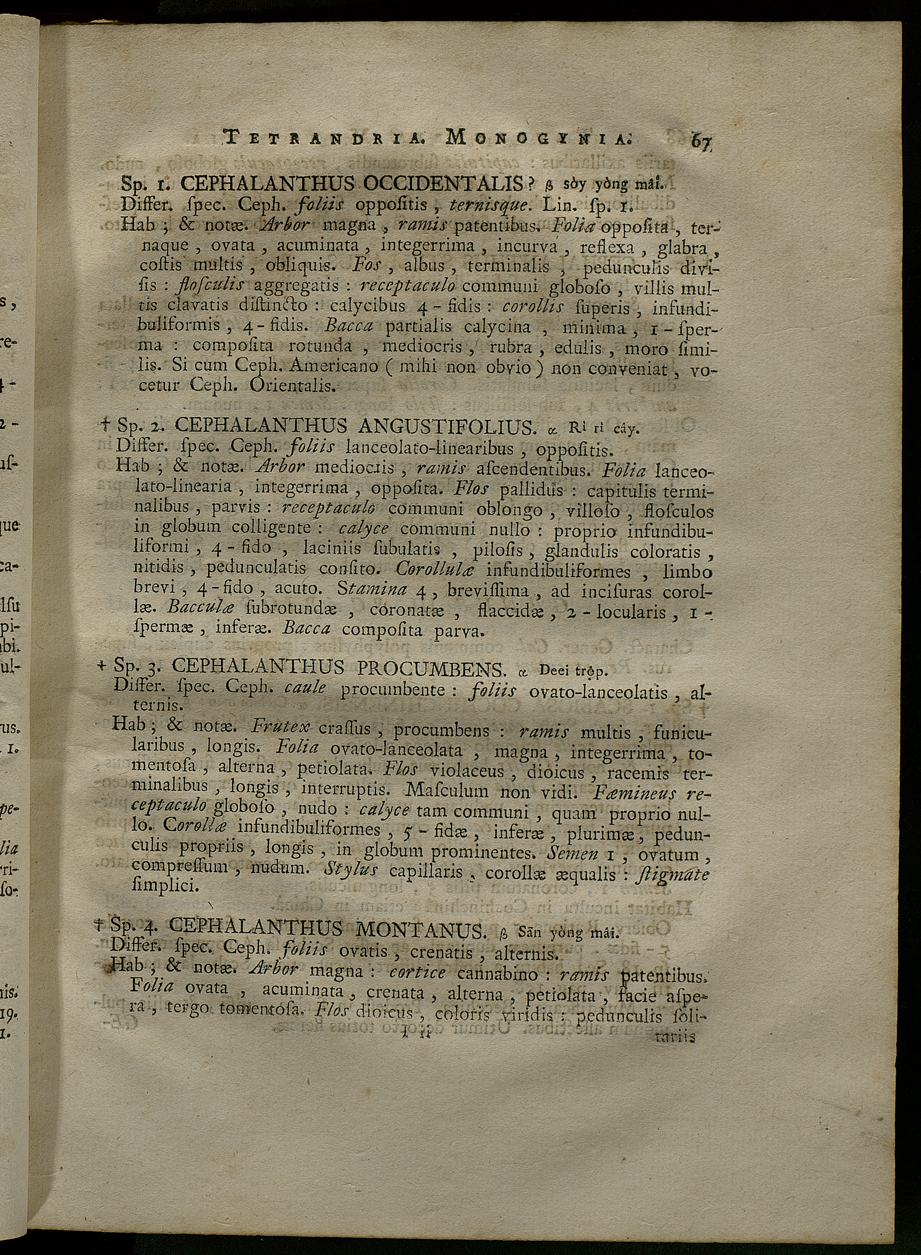 TETRANDRIA. MONOGYNIA. 67
Sp. 1. CEPHALANTHUS OCCIDENTALIS? β sòy yòng mâi.
Differ. ſpec. Ceph. foliis oppoſitis, ternisque. Lin. ſp. 1.
Hab; & notæ. Arbor magna, ramis patentibus. Folia oppoſita, ter-
naque, ovata, acuminata, integerrima, incurva, reflexa, glabra,
coſtis multis, obliquis. Fos, albus, terminalis, pedunculis divi-
ſis: floſculis aggregatis: receptaculo communi globoſo, villis mul-
tis clavatis diſtincto: calycibus 4-fidis: corollis ſuperis, infundi-
buliformis, 4-fidis. Bacca partialis calycina, minima, 1-ſper-
ma: compoſita rotunda, mediocris, rubra, edulis, moro ſimi-
lis. Si cum Ceph. Americano (mihi non obvio) non conveniat, vo-
cetur Ceph. Orientalis.
† Sp. 2. CEPHALANTHUS ANGUSTIFOLIUS. α Rì rì cây.
Differ. ſpec. Ceph. foliis lanceolato-linearibus, oppoſitis.
Hab; & notæ. Arbor mediocris, ramis aſcendentibus. Folia lanceo-
lato-linearia, integerrima, oppoſita. Flos pallidus: capitulis termi-
nalibus, parvis: receptaculo communi oblongo, villoſo, floſculos
in globum colligente: calyce communi nullo: proprio infundibu-
liformi, 4-fido, laciniis ſubulatis, piloſis, glandulis coloratis,
nitidis, pedunculatis conſito. Corollulæ infundibuliformes, limbo
brevi, 4-fido, acuto. Stamina 4, breviſſima, ad inciſuras corol-
læ. Bacculæ ſubrotundæ, coronatæ, flaccidæ, 2-locularis, 1-
ſpermæ, inferæ. Bacca compoſita parva.
† Sp. 3. CEPHALANTHUS PROCUMBENS. α Deei trệp.
Differ. ſpec. Ceph. caule procumbente: foliis ovato-lanceolatis, al-
ternis.
Hab; & notæ. Frutex craſſus, procumbens: ramis multis, funicu-
laribus, longis. Folia ovato-lanceolata, magna, integerrima, to-
mentoſa, alterna, petiolata. Flos violaceus, dioicus, racemis ter-
minalibus, longis, interruptis. Maſculum non vidi. Fæmineus re-
ceptaculo globoſo, nudo: calyce tam communi, quam proprio nul-
lo. Corollæ infundibuliformes, 5-fidæ, inferæ, plurimæ, pedun-
culis propriis, longis, in globum prominentes. Semen 1, ovatum,
compreſſum, nudum. Stylus capillaris, corollæ æqualis: ſtigmate
ſimplici.
† Sp. 4. CEPHALANTHUS MONTANUS. β Sān yòng mâi.
Differ. ſpec. Ceph. foliis ovatis, crenatis, alternis.
Hab; & notæ. Arbor magna: cortice cannabino: ramis patentibus.
Folia ovata, acuminata, crenata, alterna, petiolata, facie aſpe-
ra, tergo tomentoſa. Flos dioicus, coloris viridis: pedunculis ſoli-
I ii tariis